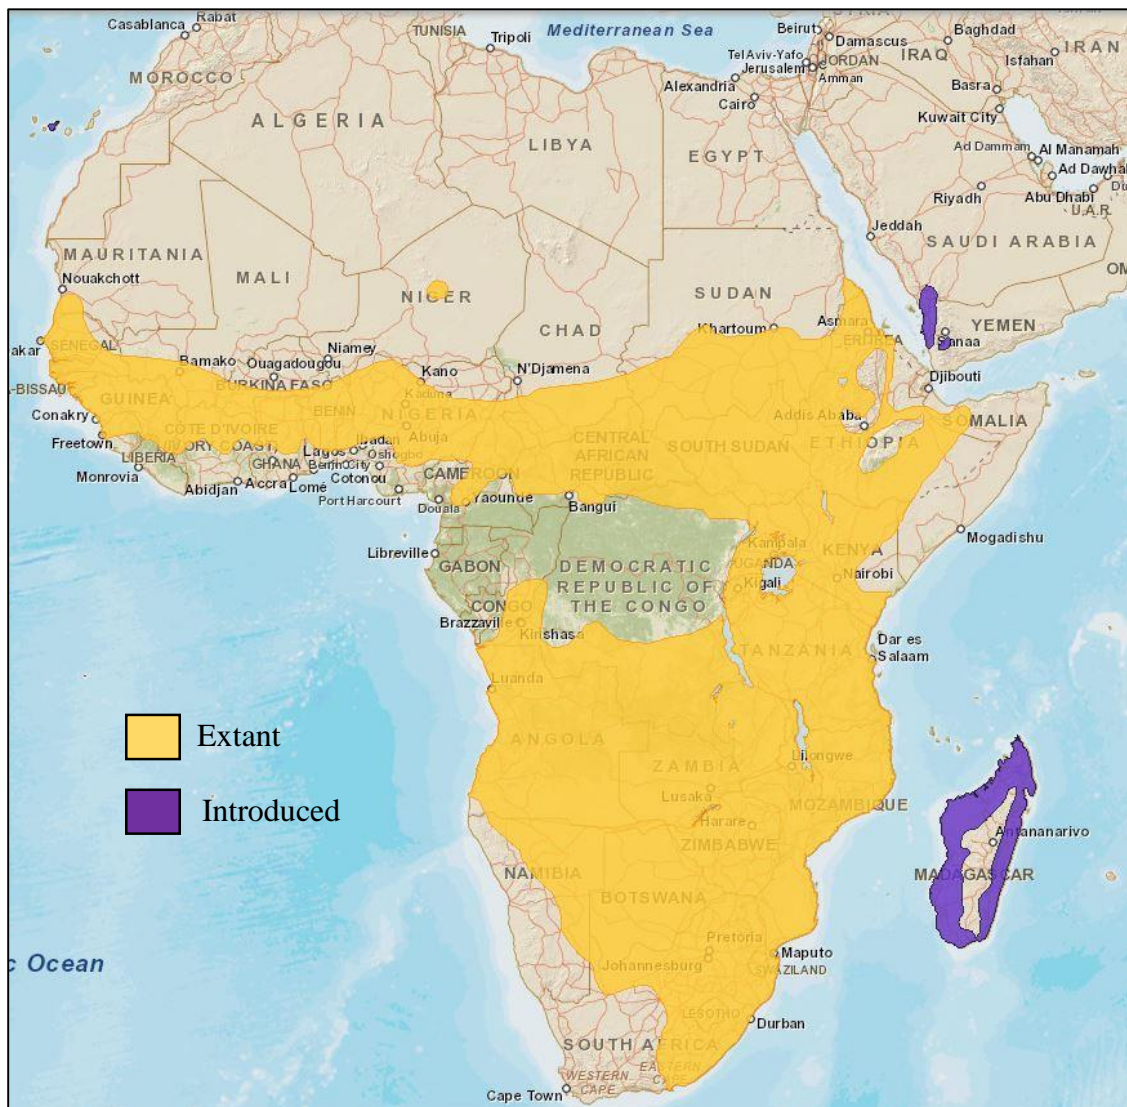 Casablanca
Rabat
TUNISIA
Tripoli
Mediterranean Sea
Beirut
Damascus
Baghdad
IRAN
IRAQ
Isfahan
Tel Aviv-Yafo
JORDAN
Jerusalem
Amman
MOROCCO
Alexandria
Cairo
Basra
Kuwait City
ALGERIA
LIBYA
EGYPT
Ad Dammam
Al Manamah
Ad Dawhah
Riyadh
Abu Dhabi
U.A.R.
Jeddah
SAUDI ARABIA
MAURITANIA
Nouakchott
MALI
NIGER
CHAD
SUDAN
OM
Khartoum
Asmara
ERITREA
YEMEN
Sanaa
akar
SENEGAL
Bamako
Ouagadougou
Niamey
Kano
N'Djamena
Djibouti
A-BISSAU
BURKINA FASO
GUINEA
BENIN
Kaduna
NIGERIA
Abuja
Conakry
Freetown
CÔTE D'IVOIRE
(IVORY COAST)
Addis Ababa
SOMALIA
ETHIOPIA
CENTRAL
AFRICAN
REPUBLIC
SOUTH SUDAN
LIBERIA
GHANA
Lagos
Ibadan
Oshogbo
Benin City
Monrovia
Abidjan
Accra
Lomé
Cotonou
Port Harcourt
CAMEROON
Douala
Yaounde
Bangui
Libreville
GABON
Kampala
UGANDA
KENYA
Mogadishu
Kigali
Nairobi
DEMOCRATIC
REPUBLIC OF
THE CONGO
CONGO
Brazzaville
Kinshasa
TANZANIA
Dar es
Salaam
Luanda
ANGOLA
Extant
Lilongwe
ZAMBIA
Lusaka
MOZAMBIQUE
Introduced
Harare
ZIMBABWE
Antananarivo
MADAGASCAR
NAMIBIA
BOTSWANA
Pretoria
Johannesburg
Maputo
SWAZILAND
c Ocean
LESOTHO
Durban
SOUTH AFRICA
WESTERN
CAPE
EASTERN
Cape Town